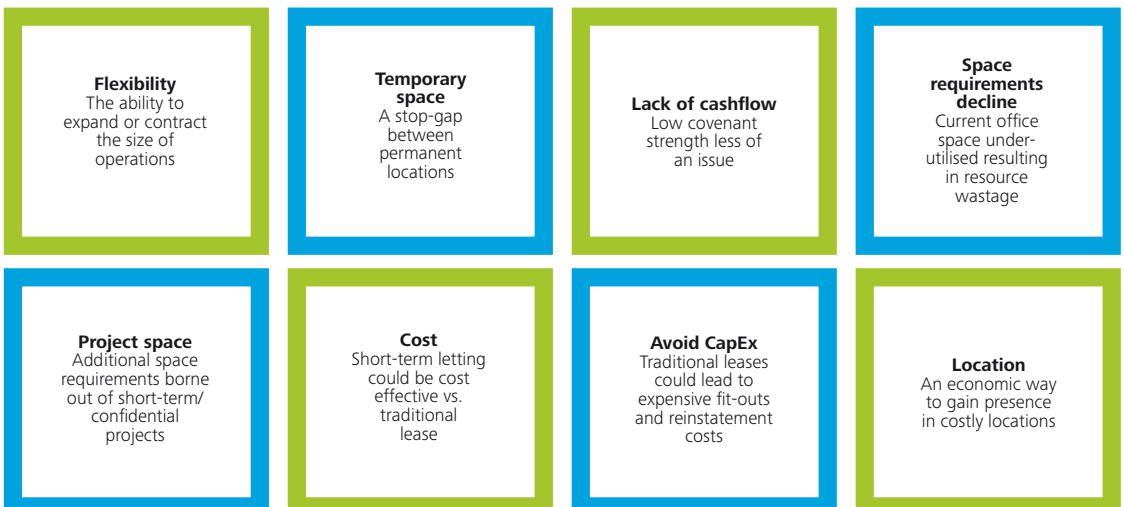 Flexibility
The ability to
expand or contract
the size of
operations
Temporary
space
A stop-gap
between
permanent
locations
Lack of cashflow
Low covenant
strength less of
an issue
Space
requirements
decline
Current office
space under-
utilised resulting
in resource
wastage
Project space
Additional space
requirements borne
out of short-term/
confidential
projects
Cost
Short-term letting
could be cost
effective vs.
traditional
lease
Avoid CapEx
Traditional leases
could lead to
expensive fit-outs
and reinstatement
costs
Location
An economic way
to gain presence
in costly locations